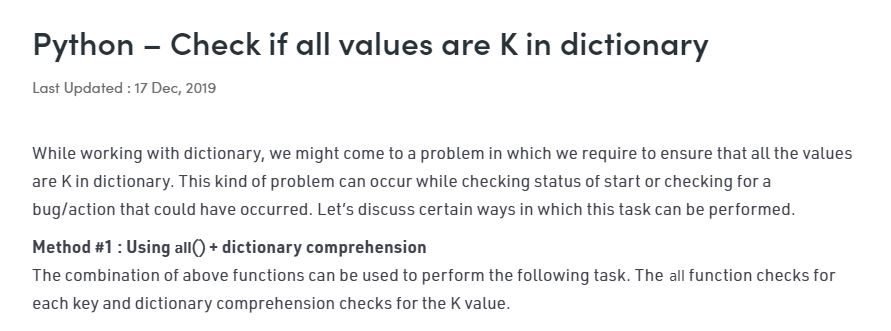 Python – Check if all values are K in dictionary
Last Updated : 17 Dec, 2019
While working with dictionary, we might come to a problem in which we require to ensure that all the values
are K in dictionary. This kind of problem can occur while checking status of start or checking for a
bug/action that could have occurred. Let’s discuss certain ways in which this task can be performed.
Method #1 : Using all() + dictionary comprehension
The combination of above functions can be used to perform the following task. The all function checks for
each key and dictionary comprehension checks for the K value.